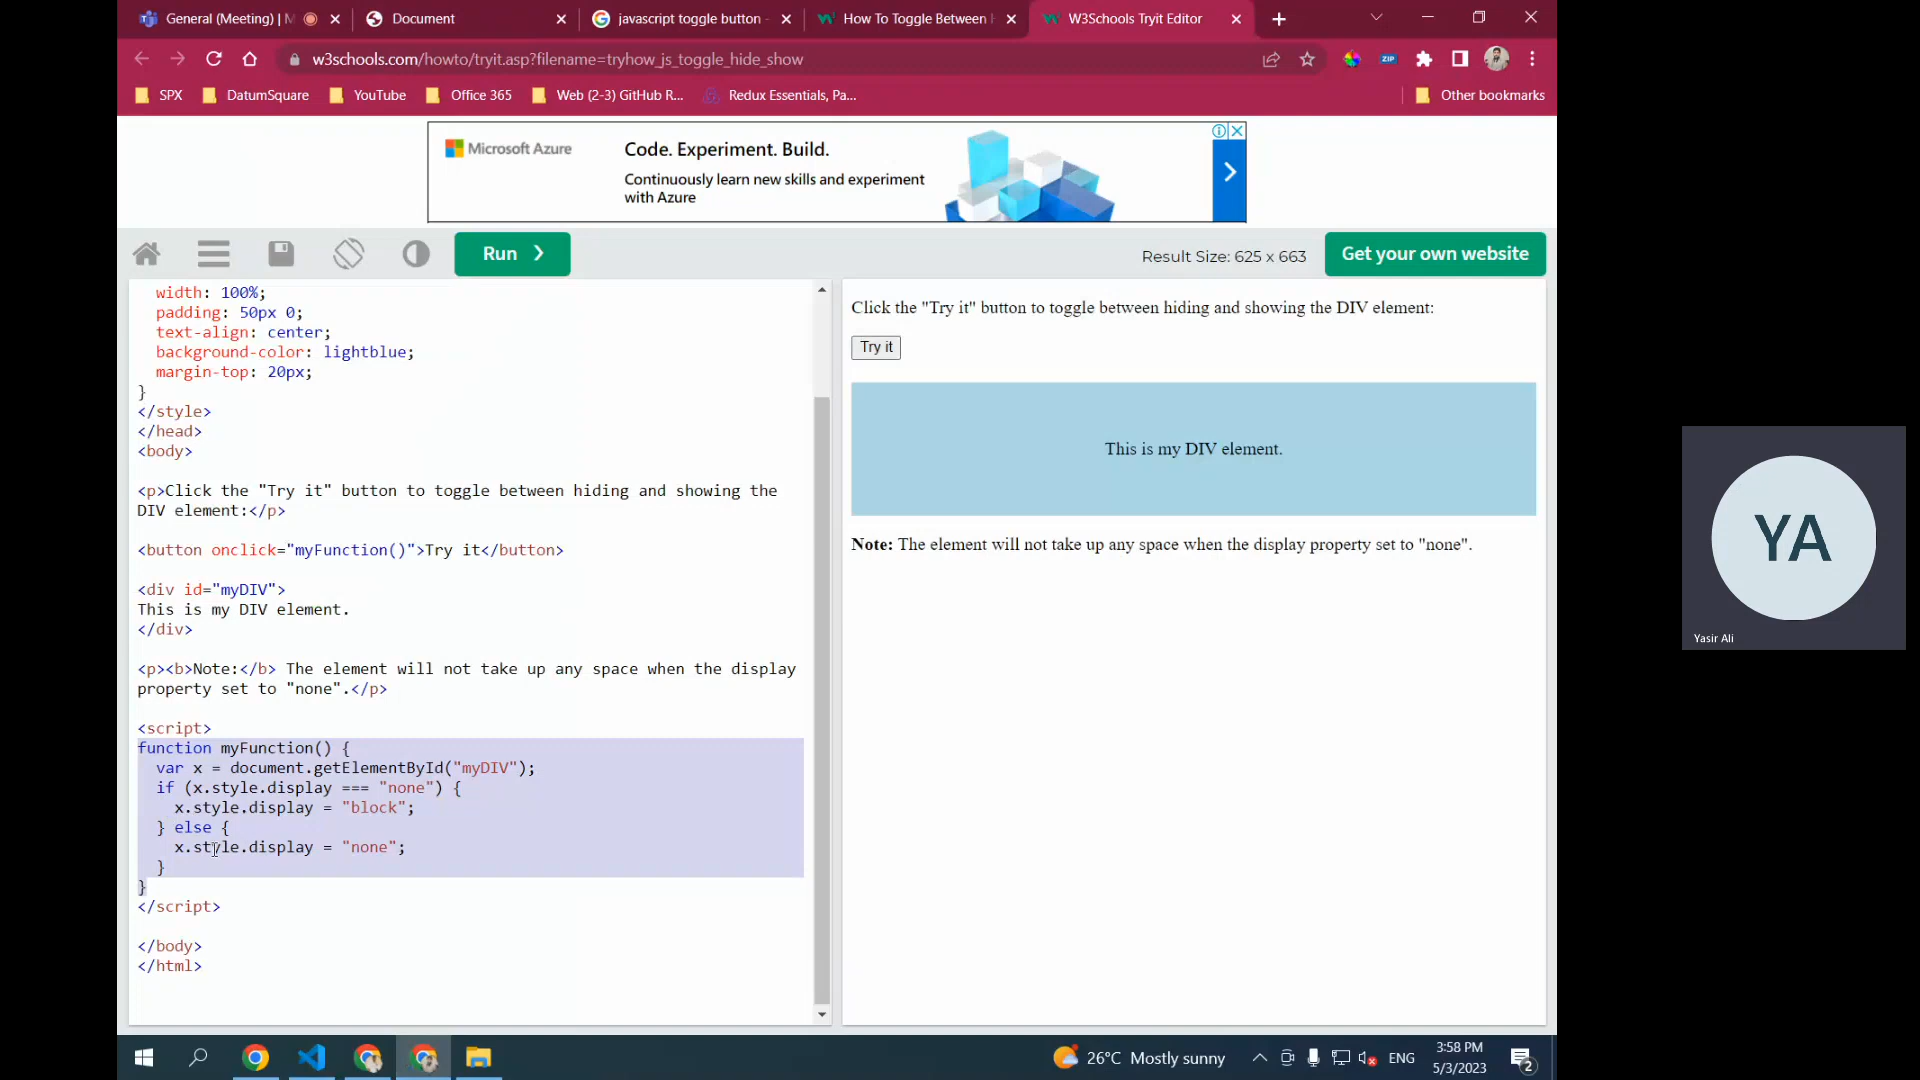 General (Meeting) | M
Document
javascript toggle button -
How To Toggle Between H
W3Schools Tryit Editor
w3schools.com/howto/tryit.asp?filename=tryhow_js_toggle_hide_show
ZIP
SPX
DatumSquare
YouTube
Office 365
Web (2-3) GitHub R...
Redux Essentials, Pa...
Other bookmarks
Microsoft Azure
Code. Experiment. Build.
Continuously learn new skills and experiment
with Azure
Run
Result Size: 625 x 663
Get your own website
width: 100%;
padding: 50px 0;
text-align: center;
background-color: lightblue;
margin-top: 20px;
}
</style>
</head>
<body>
<p>Click the "Try it" button to toggle between hiding and showing the
DIV element:</p>
<button onclick="myFunction()">Try it</button>
<div id="myDIV">
This is my DIV element.
</div>
<p><b>Note:</b> The element will not take up any space when the display
property set to "none".</p>
<script>
function myFunction() {
var x = document.getElementById("myDIV");
if (x.style.display === "none") {
x.style.display = "block";
} else {
x.style.display = "none";
}
}
</script>
</body>
</html>
Click the "Try it" button to toggle between hiding and showing the DIV element:
Try it
This is my DIV element.
Note: The element will not take up any space when the display property set to "none".
YA
Yasir Ali
26°C Mostly sunny
ENG
3:58 PM
5/3/2023
2